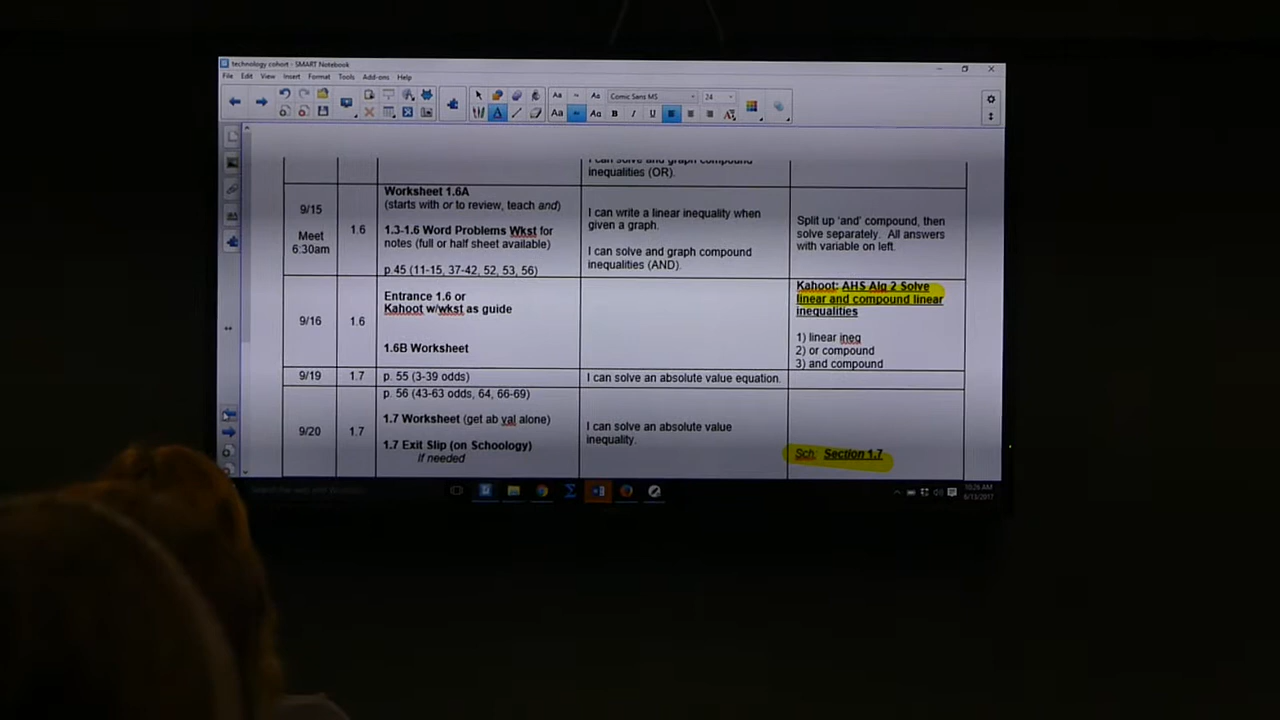 technology cohort - SMART Notebook
File Edit View Insert Format Tools Add-ons Help
Comic Sans MS 24
I can solve and graph compound
inequalities (OR).
9/15
Meet
6:30am
1.6
Worksheet 1.6A
(starts with or to review, teach and)
1.3-1.6 Word Problems Wkst for
notes (full or half sheet available)
p.45 (11-15, 37-42, 52, 53, 56)
I can write a linear inequality when
given a graph.
I can solve and graph compound
inequalities (AND).
Split up 'and' compound, then
solve separately. All answers
with variable on left.
9/16
1.6
Entrance 1.6 or
Kahoot w/wkst as guide
1.6B Worksheet
Kahoot: AHS Alg 2 Solve
linear and compound linear
inequalities
1) linear ineq
2) or compound
3) and compound
9/19
1.7
p. 55 (3-39 odds)
I can solve an absolute value equation.
9/20
1.7
p. 56 (43-63 odds, 64, 66-69)
1.7 Worksheet (get ab val alone)
1.7 Exit Slip (on Schoology)
if needed
I can solve an absolute value
inequality.
Sch: Section 1.7
10:26 AM
6/13/2017